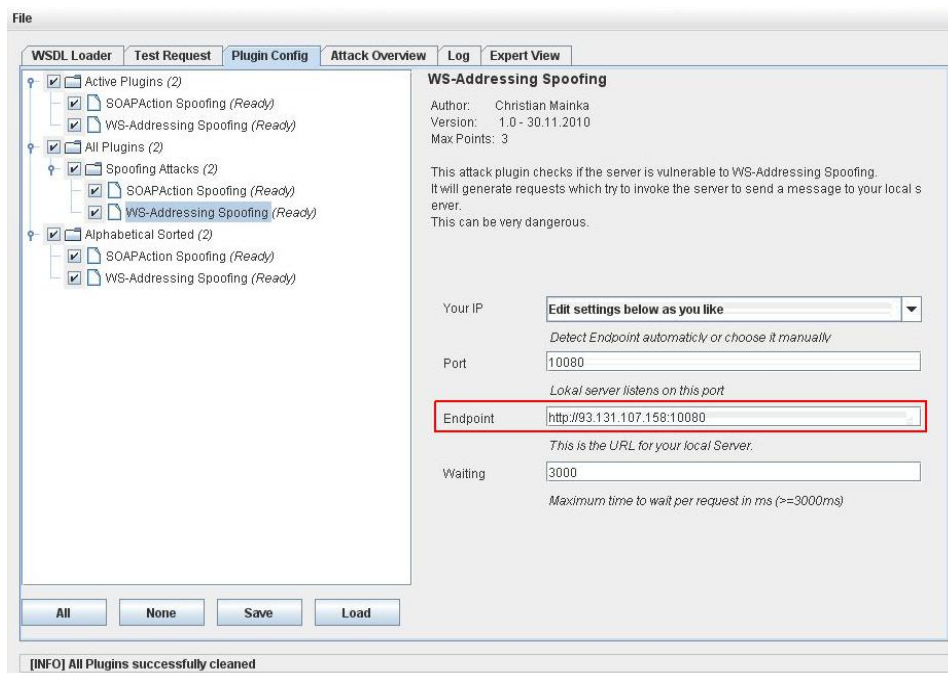 File
WSDL Loader
Test Request
Plugin Config
Attack Overview
Log
Expert View
Active Plugins (2)
SOAPAction Spoofing (Ready)
WS-Addressing Spoofing (Ready)
All Plugins (2)
Spoofing Attacks (2)
SOAPAction Spoofing (Ready)
WS-Addressing Spoofing (Ready)
Alphabetical Sorted (2)
SOAPAction Spoofing (Ready)
WS-Addressing Spoofing (Ready)
All
None
Save
Load
WS-Addressing Spoofing
Author: Christian Mainka
Version: 1.0 - 30.11.2010
Max Points: 3
This attack plugin checks if the server is vulnerable to WS-Addressing Spoofing.
It will generate requests which try to invoke the server to send a message to your local s
erver.
This can be very dangerous.
Your IP
Edit settings below as you like
Detect Endpoint automaticly or choose it manually
Port
10080
Lokal server listens on this port
Endpoint
http://93.131.107.158:10080
This is the URL for your local Server.
Waiting
3000
Maximum time to wait per request in ms (>=3000ms)
[INFO] All Plugins successfully cleaned